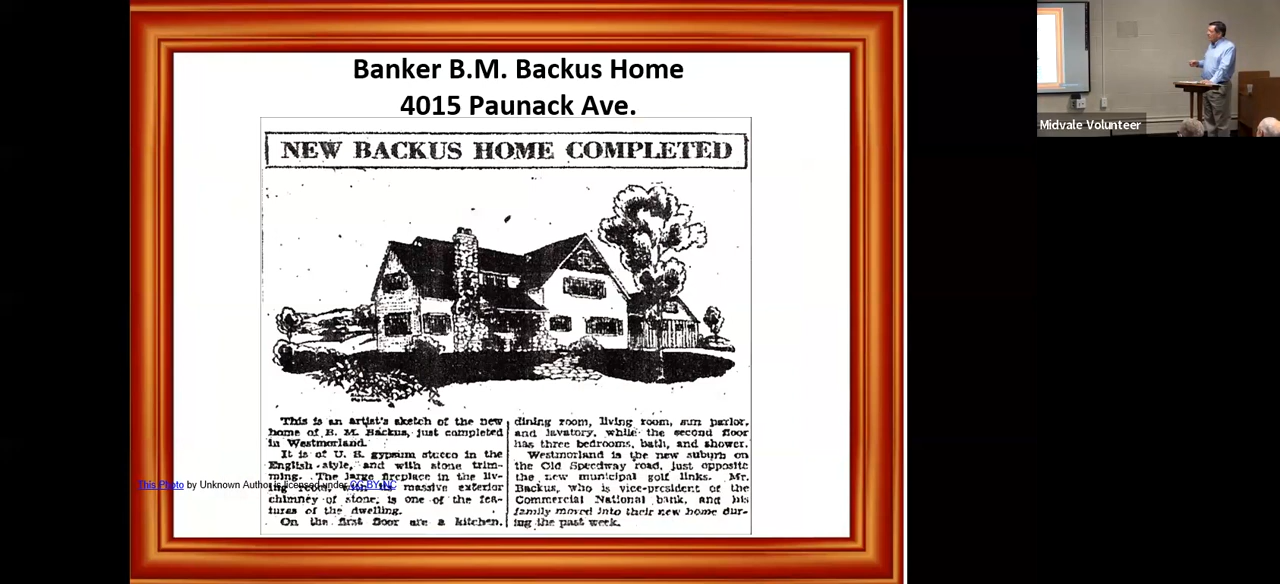 Banker B.M. Backus Home
4015 Paunack Ave.
NEW BACKUS HOME COMPLETED
This is an artist's sketch of the new
home of B. M. Backus, just completed
in Westmorland.
It is of U. S. gypsum stucco in the
English style, and with stone trim-
ming. The large fireplace in the liv-
ing massive exterior
chimney of stone, is one of the fea-
tures of the dwelling.
On the first floor are a kitchen,
dining room, living room, sun parlor,
and lavatory, while the second floor
has three bedrooms, bath, and shower.
Westmorland is the new suburb on
the Old Speedway road, just opposite
the new municipal golf links. Mr.
Backus, who is vice-president of the
Commercial National bank, and his
family moved into their new home dur-
ing the past week.
This Photo by Unknown Author is licensed under CC BY-NC
Midvale Volunteer